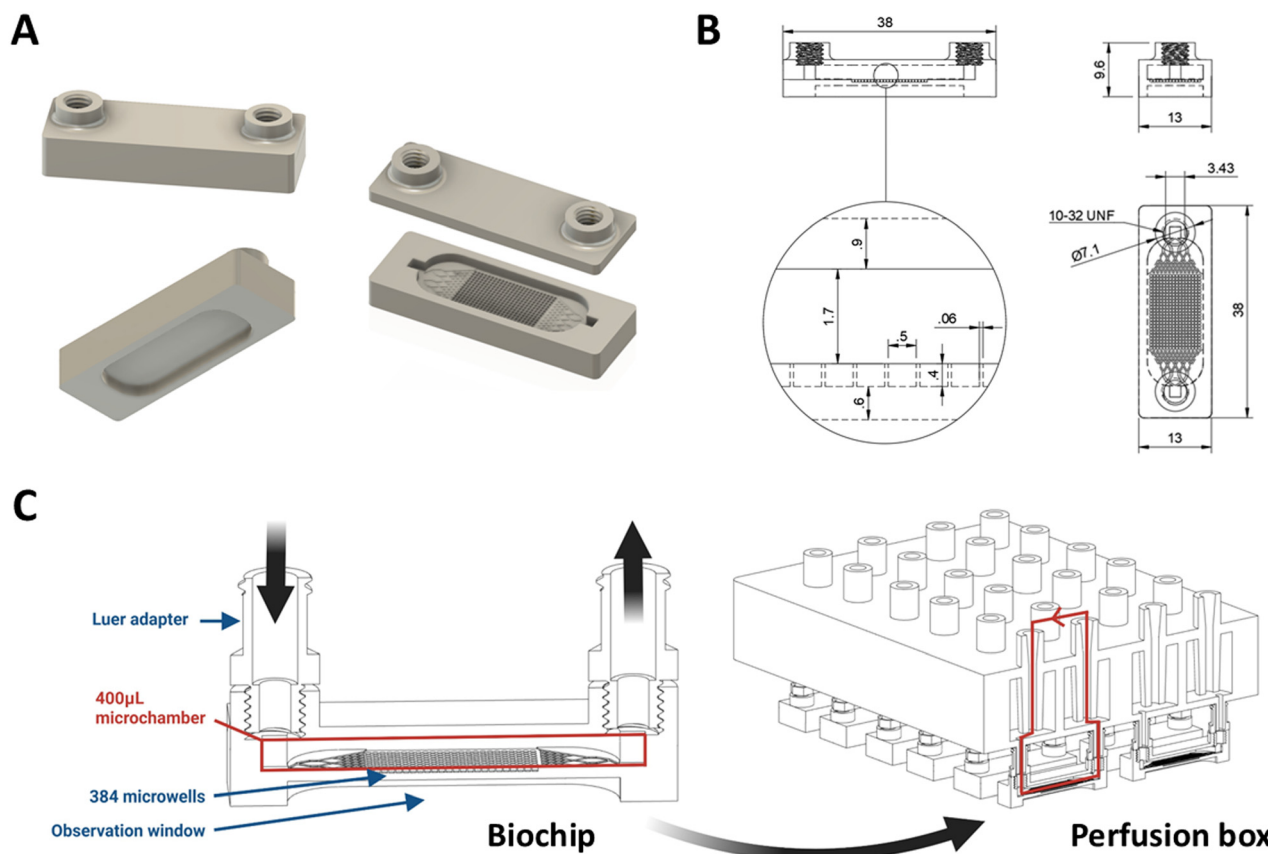 A
B
38
9.6
13
3.43
10-32 UNF
Ø7.1
38
13
.9
1.7
.06
.5
.4
.6
C
Luer adapter
400µL
microchamber
384 microwells
Observation window
Biochip
Perfusion box